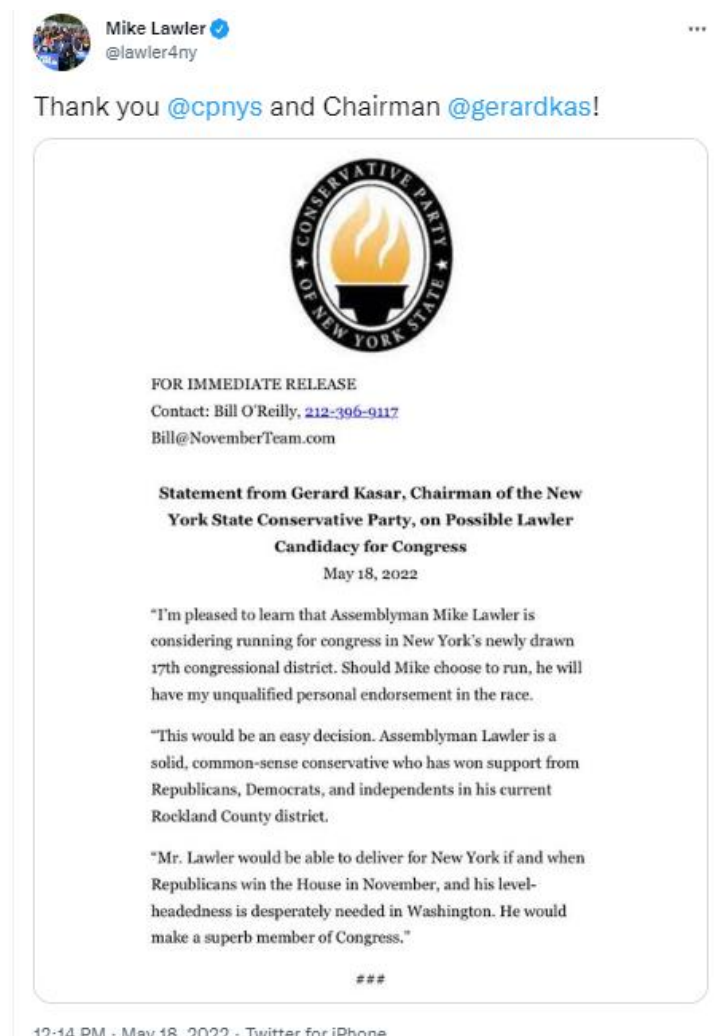 Mike Lawler
@lawler4ny
Thank you @cpnys and Chairman @gerardkas!
CONSERVATIVE PARTY
OF NEW YORK STATE
FOR IMMEDIATE RELEASE
Contact: Bill O'Reilly, 212-396-9117
Bill@NovemberTeam.com
Statement from Gerard Kasar, Chairman of the New
York State Conservative Party, on Possible Lawler
Candidacy for Congress
May 18, 2022
"I'm pleased to learn that Assemblyman Mike Lawler is
considering running for congress in New York's newly drawn
17th congressional district. Should Mike choose to run, he will
have my unqualified personal endorsement in the race.
"This would be an easy decision. Assemblyman Lawler is a
solid, common-sense conservative who has won support from
Republicans, Democrats, and independents in his current
Rockland County district.
"Mr. Lawler would be able to deliver for New York if and when
Republicans win the House in November, and his level-
headedness is desperately needed in Washington. He would
make a superb member of Congress."
###
12:14 PM · May 18, 2022 · Twitter for iPhone